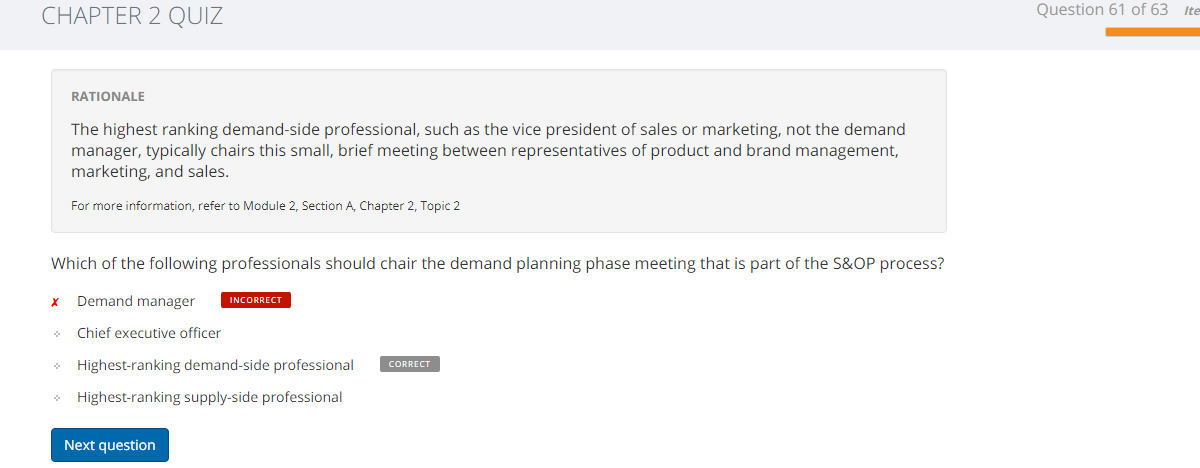 CHAPTER 2 QUIZ
Question 61 of 63
RATIONALE
The highest ranking demand-side professional, such as the vice president of sales or marketing, not the demand
manager, typically chairs this small, brief meeting between representatives of product and brand management,
marketing, and sales.
For more information, refer to Module 2, Section A, Chapter 2, Topic 2
Which of the following professionals should chair the demand planning phase meeting that is part of the S&OP process?
✗ Demand manager INCORRECT
Chief executive officer
Highest-ranking demand-side professional CORRECT
Highest-ranking supply-side professional
Next question